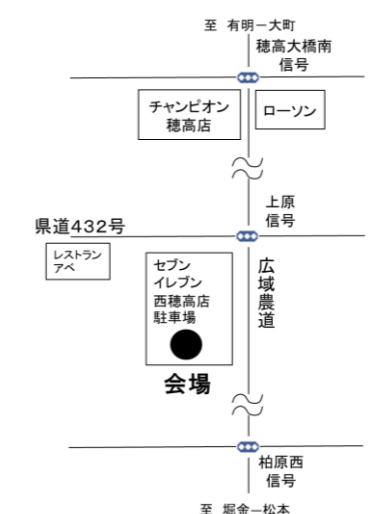 至 有明ー大町
穂高大橋南
信号
チャンピオン
穂高店
ローソン
上原
信号
県道432号
レストラン
アベ
セブン
イレブン
西穂高店
駐車場
広域農道
会場
柏原西
信号
至 堀金ー松本